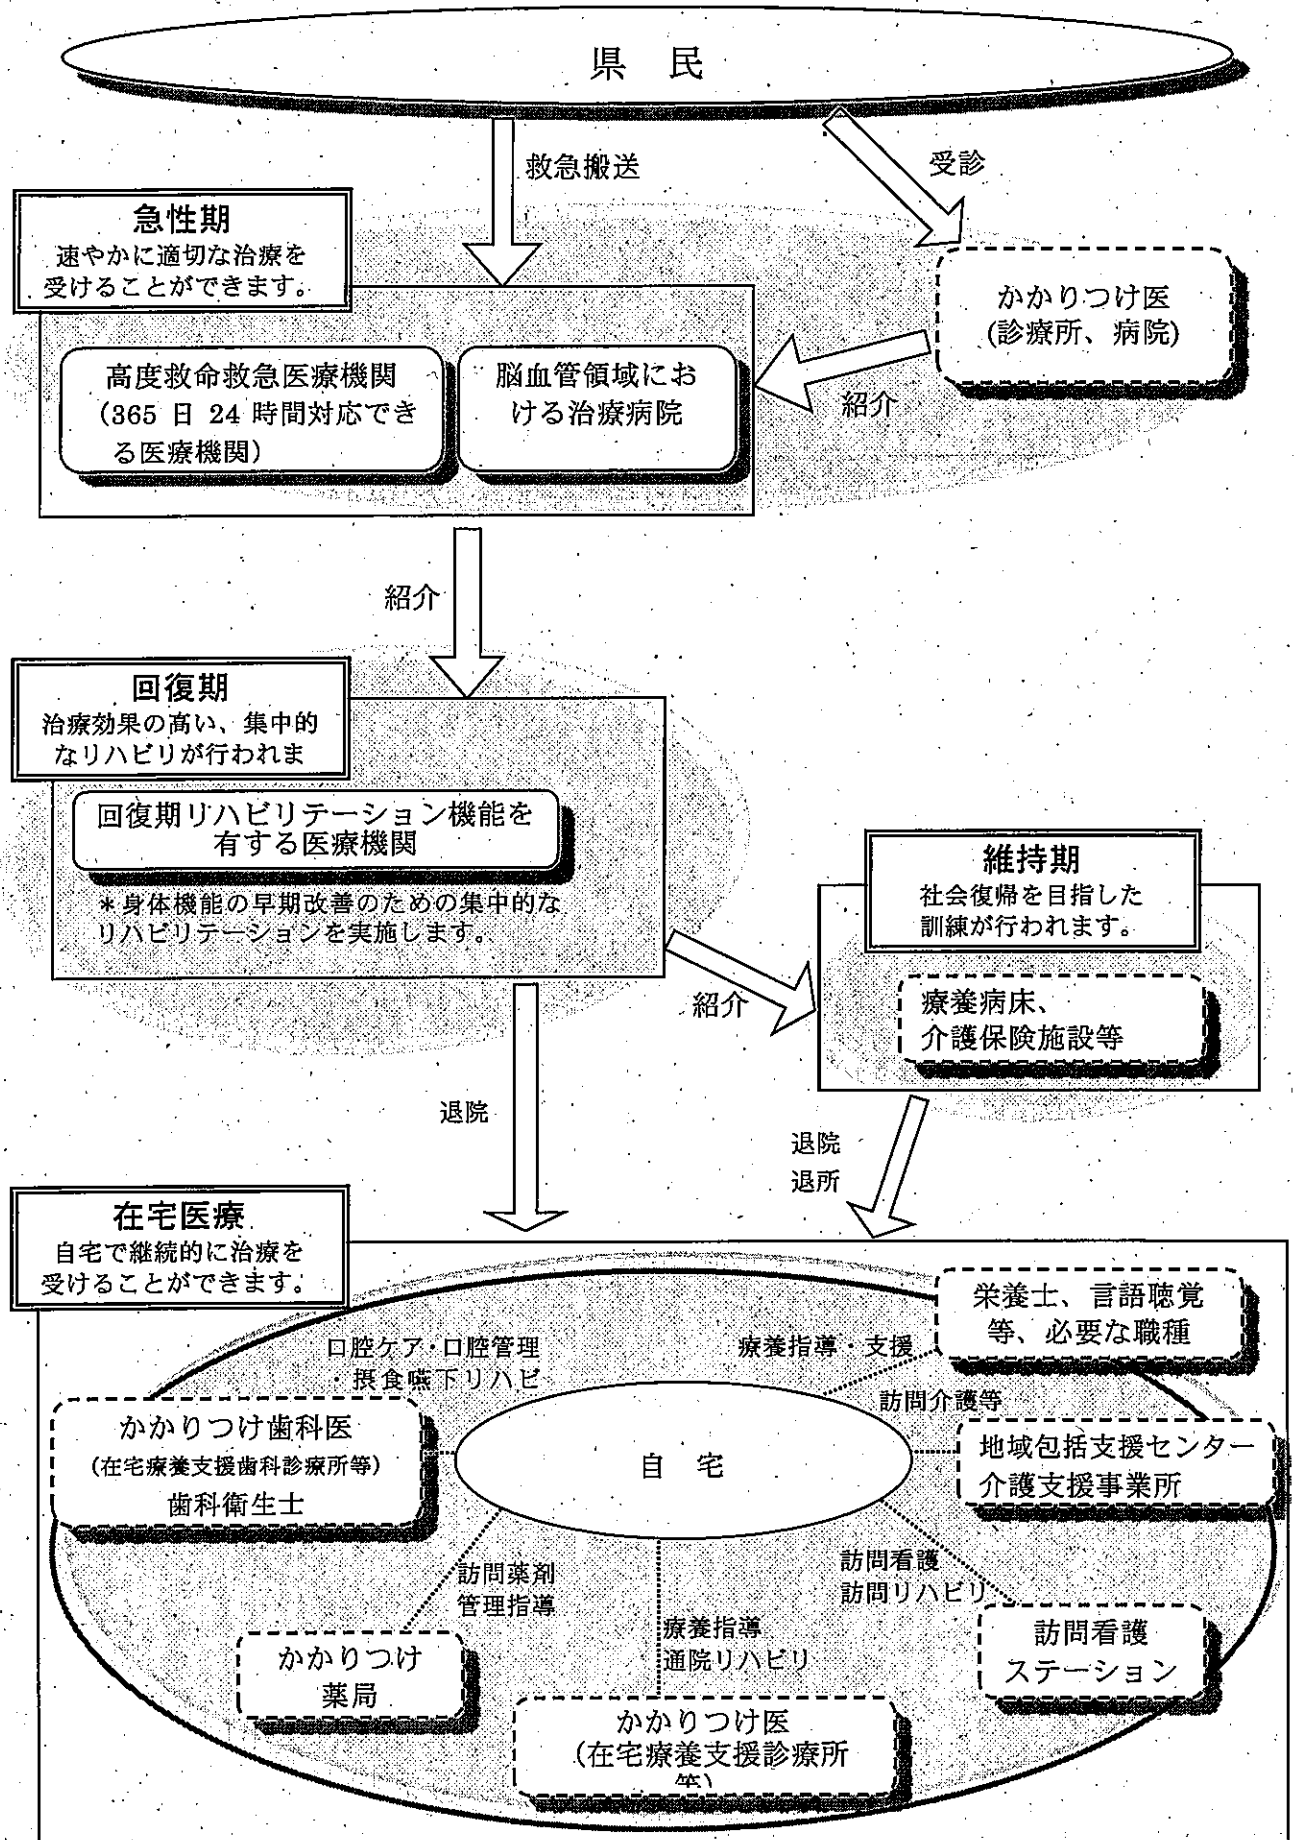 県　民
救急搬送
受診
急性期
速やかに適切な治療を
受けることができます。
かかりつけ医
(診療所、病院)
高度救命救急医療機関
(365 日 24 時間対応でき
る医療機関)
脳血管領域にお
ける治療病院
紹介
紹介
回復期
治療効果の高い、集中的
なリハビリが行われま
回復期リハビリテーション機能を
有する医療機関
＊身体機能の早期改善のための集中的な
リハビリテーションを実施します。
維持期
社会復帰を目指した
訓練が行われます。
療養病床、
介護保険施設等
紹介
退院
退院
退所
在宅医療
自宅で継続的に治療を
受けることができます。
栄養士、言語聴覚
等、必要な職種
口腔ケア・口腔管理
・摂食嚥下リハビ
療養指導・支援
訪問介護等
かかりつけ歯科医
(在宅療養支援歯科診療所等)
歯科衛生士
自　宅
地域包括支援センター
介護支援事業所
訪問薬剤
管理指導
訪問看護
訪問リハビリ
療養指導
通院リハビリ
かかりつけ
薬局
訪問看護
ステーション
かかりつけ医
(在宅療養支援診療所
等)